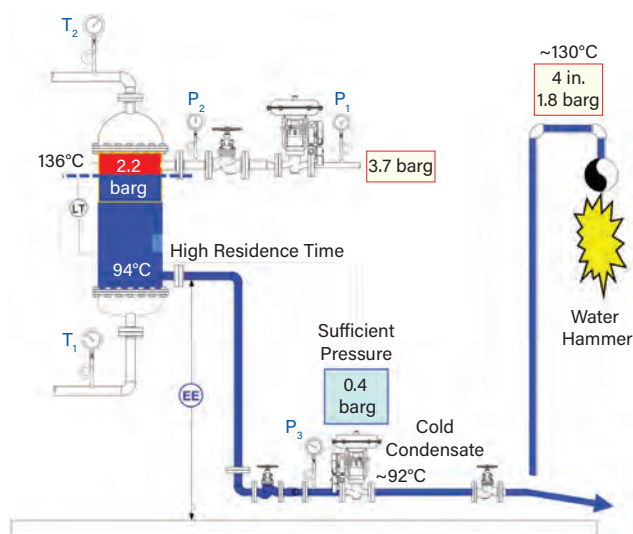 T₂
~130°C
4 in.
1.8 barg
P₂
P₁
136°C
2.2
barg
3.7 barg
LT
High Residence Time
94°C
Water
Hammer
Sufficient
Pressure
T₁
0.4
barg
EE
P₃
Cold
Condensate
~92°C